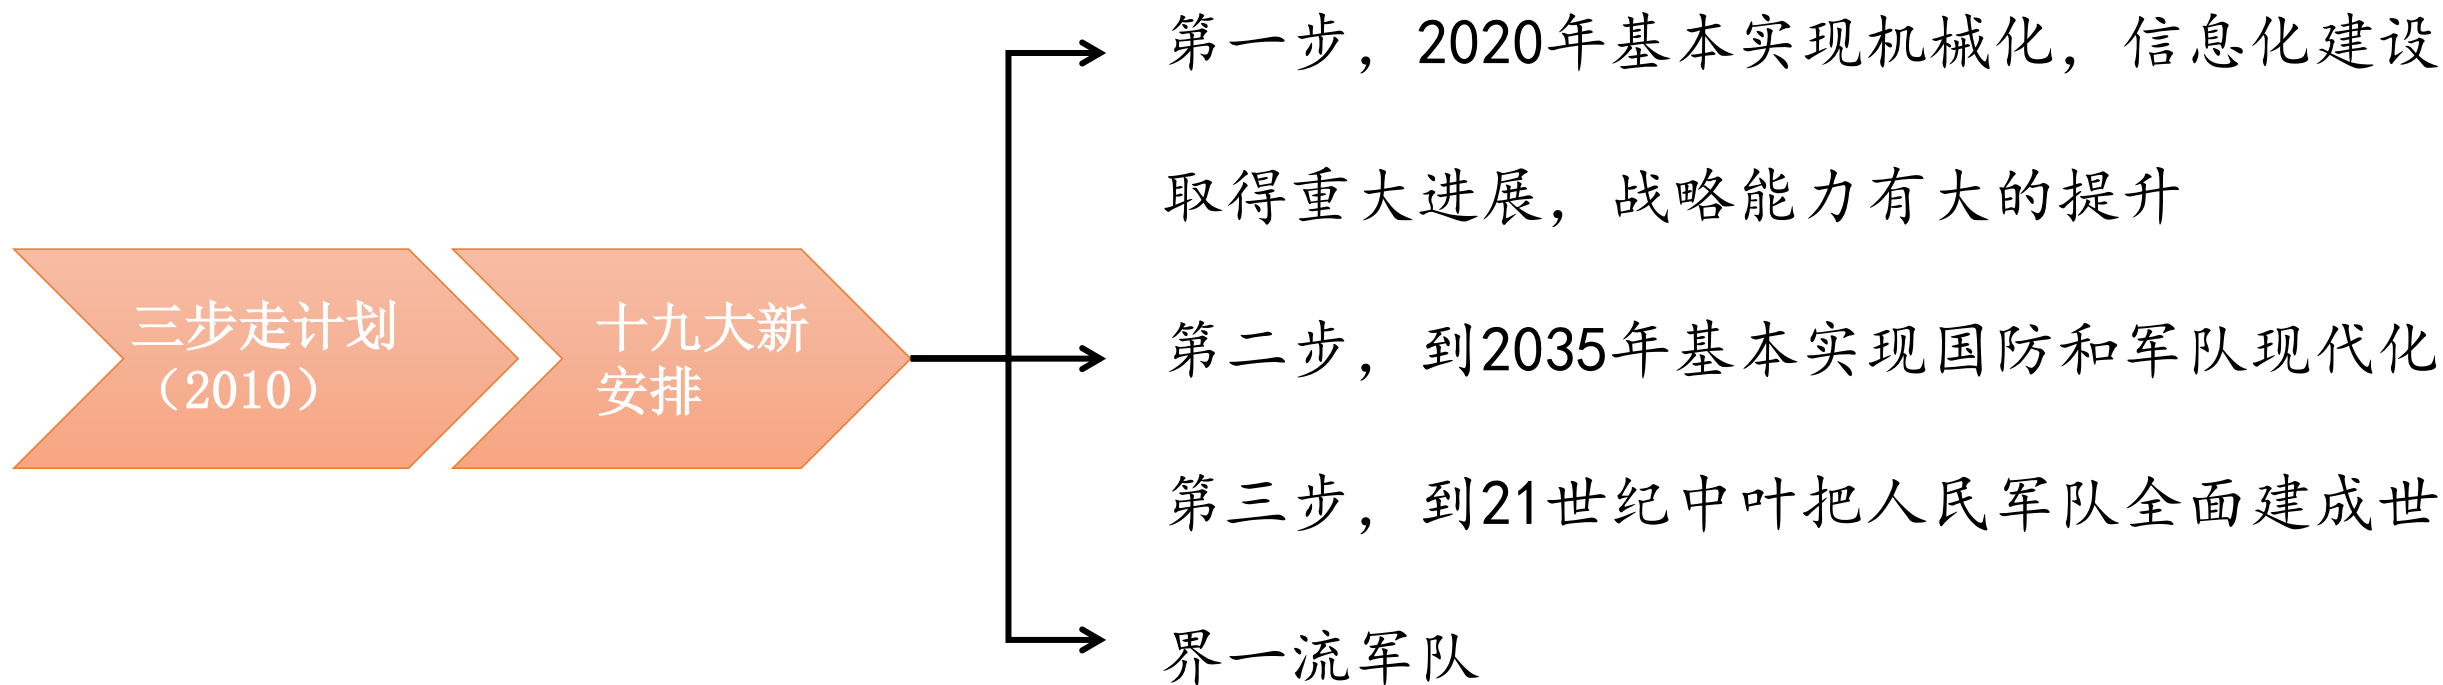 三步走计划
（2010）
十九大新
安排
第一步，2020年基本实现机械化，信息化建设
取得重大进展，战略能力有大的提升
第二步，到2035年基本实现国防和军队现代化
第三步，到21世纪中叶把人民军队全面建成世
界一流军队